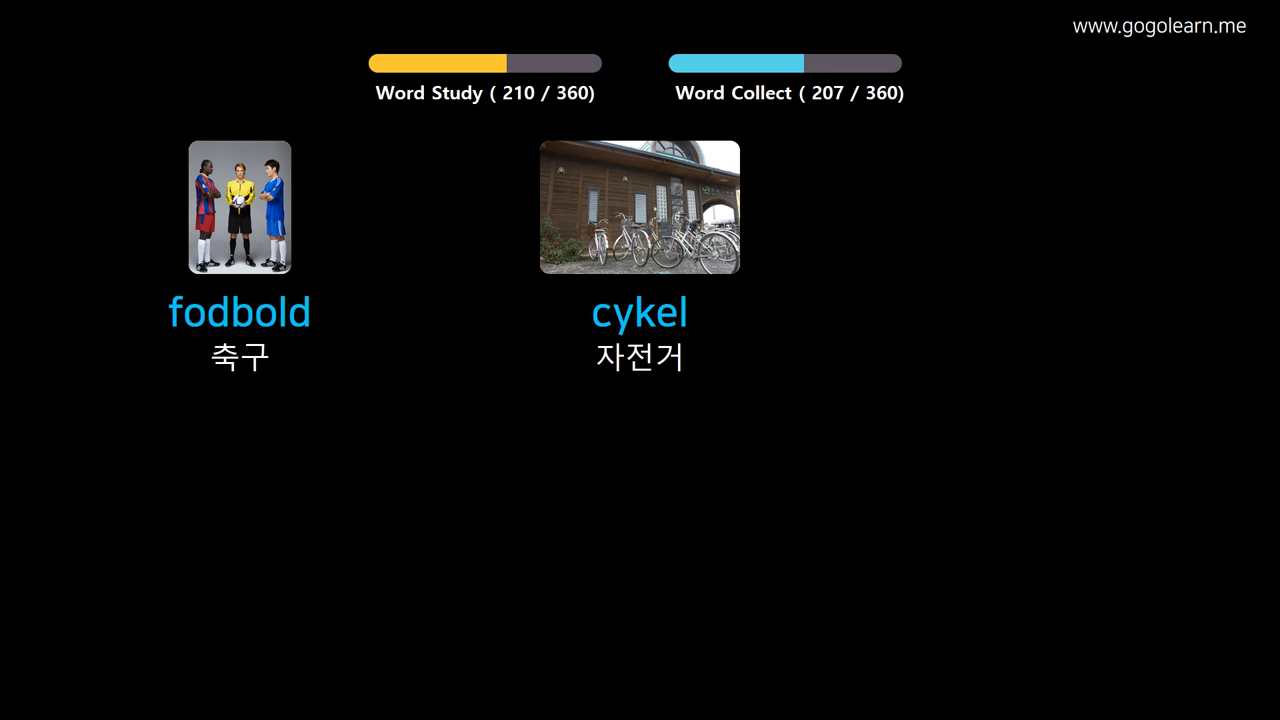 www.gogolearn.me
Word Study ( 210 / 360)
Word Collect ( 207 / 360)
fodbold
cykel
축구
자전거